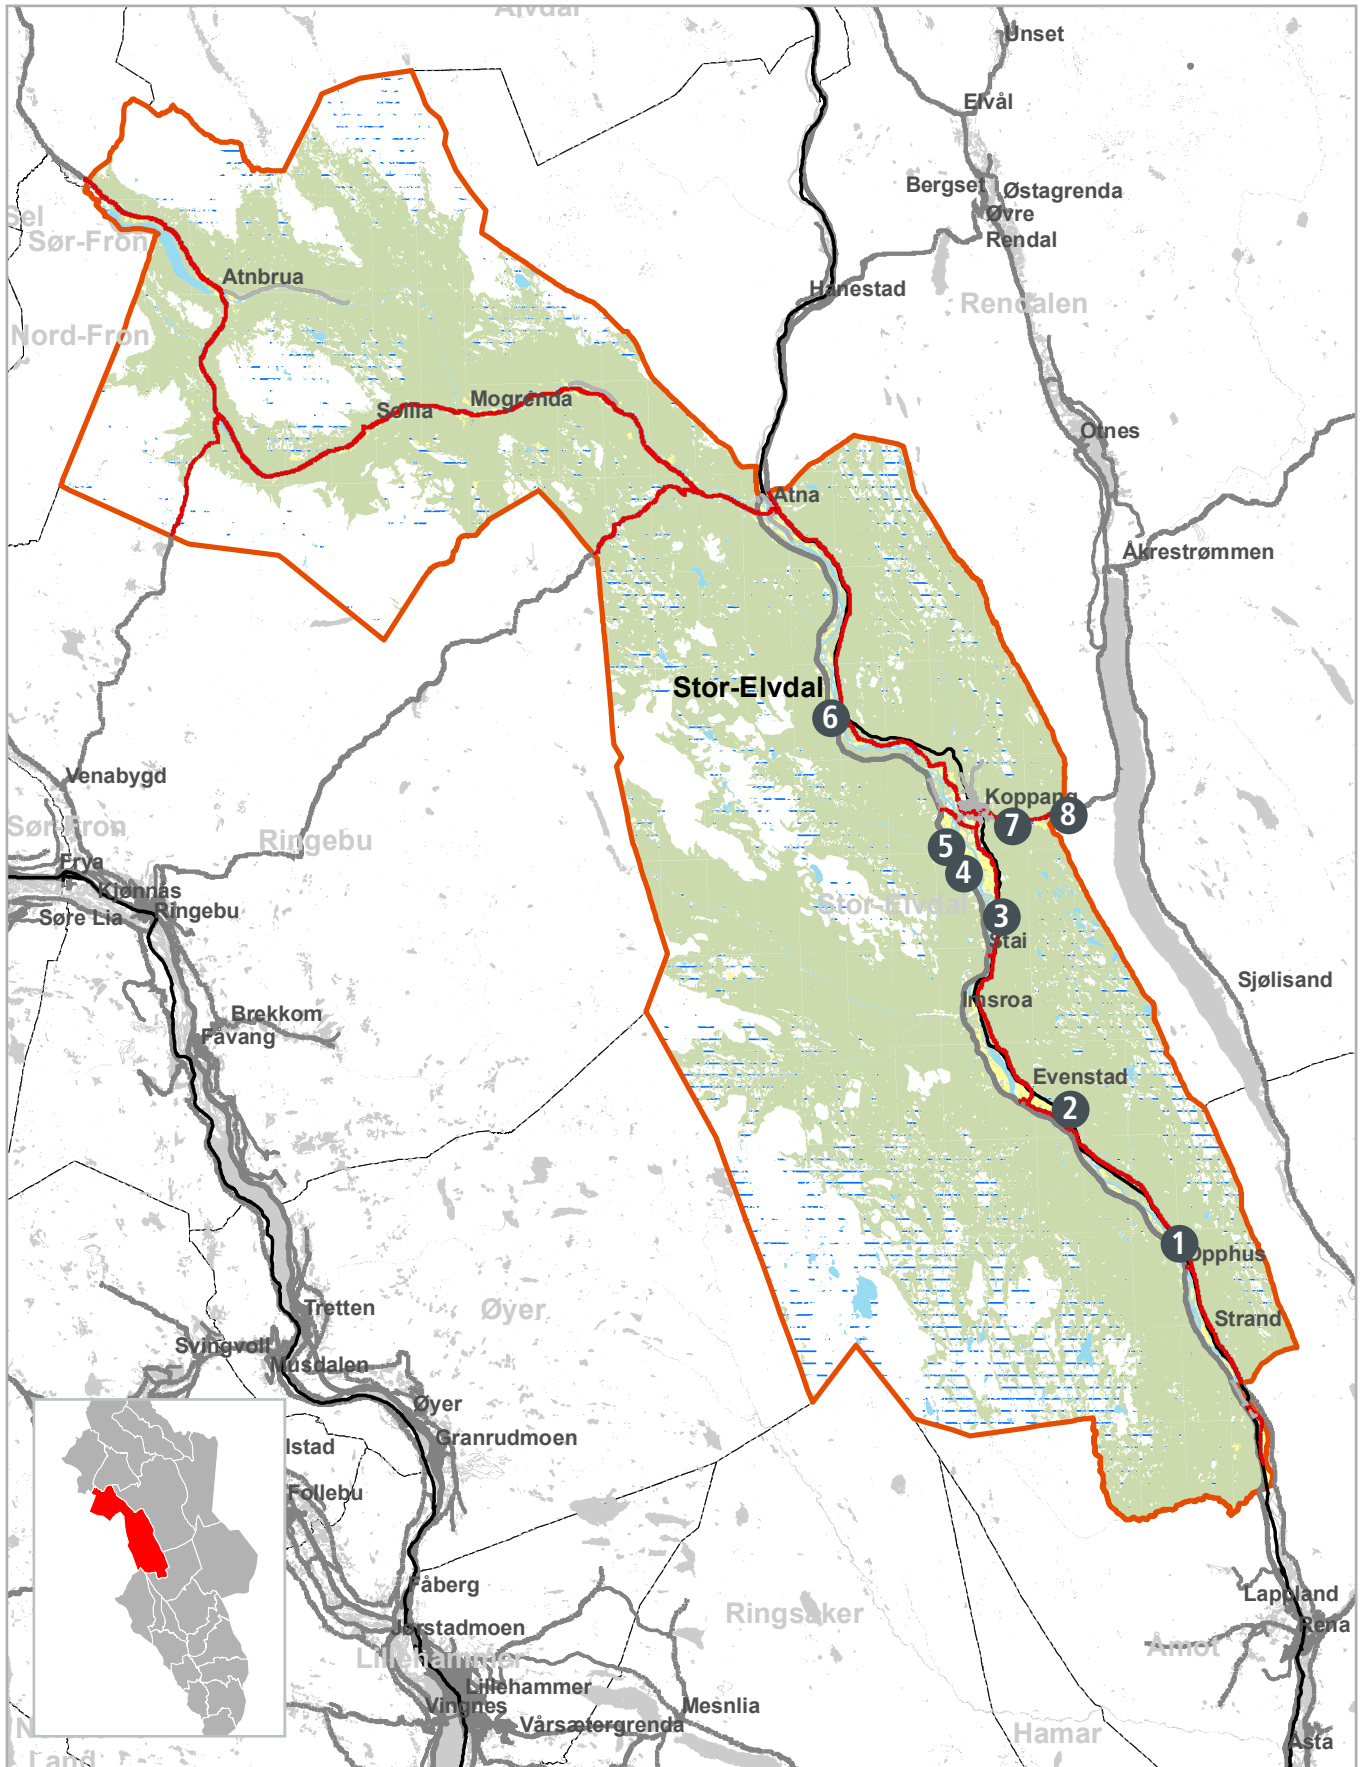 Alvdal
Unset
Elvål
Bergset
Østagrenda
Øvre
Rendal
Sel
Sør-Fron
Atnbrua
Hanestad
Rendalen
Nord-Fron
Sollia
Mogrenda
Otnes
Atna
Åkrestrømmen
Stor-Elvdal
6
Venabygd
Koppang
8
7
Sør-Fron
Ringebu
5
Frya
4
Kjønnås
Stor-Elvdal
Ringebu
3
Søre Lia
Stai
Sjølisand
Imsroa
Brekkom
Fåvang
Evenstad
2
1
Opphus
Øyer
Tretten
Strand
Svingvoll
Musdalen
Øyer
Granrudmoen
lstad
Follebu
Fåberg
Lappland
Ringsaker
Rena
Jørstadmoen
Åmot
Lillehammer
Lillehammer
Vingnes
Mesnlia
Vårsætergrenda
Hamar
Åsta
Land